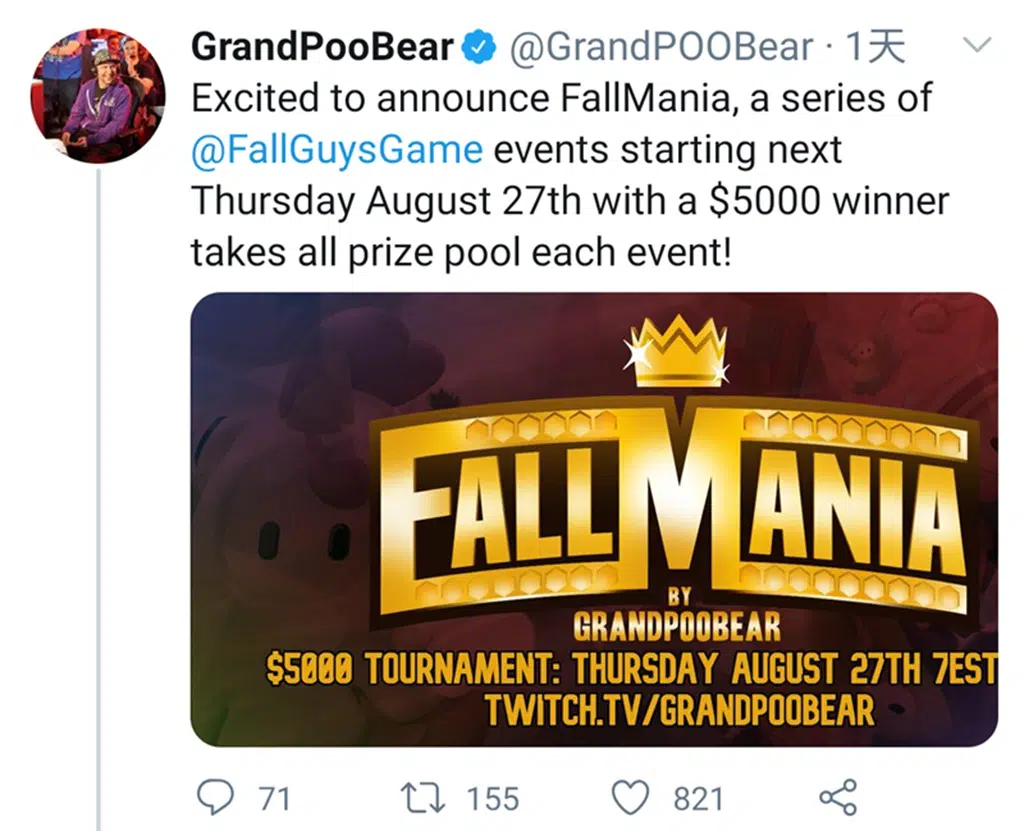 GrandPooBear @GrandPOOBear · 1天
Excited to announce FallMania, a series of
@FallGuysGame events starting next
Thursday August 27th with a $5000 winner
takes all prize pool each event!
FALLMANIA
BY
GRANDPOOBEAR
$5000 TOURNAMENT: THURSDAY AUGUST 27TH 7EST
TWITCH.TV/GRANDPOOBEAR
71 155 821